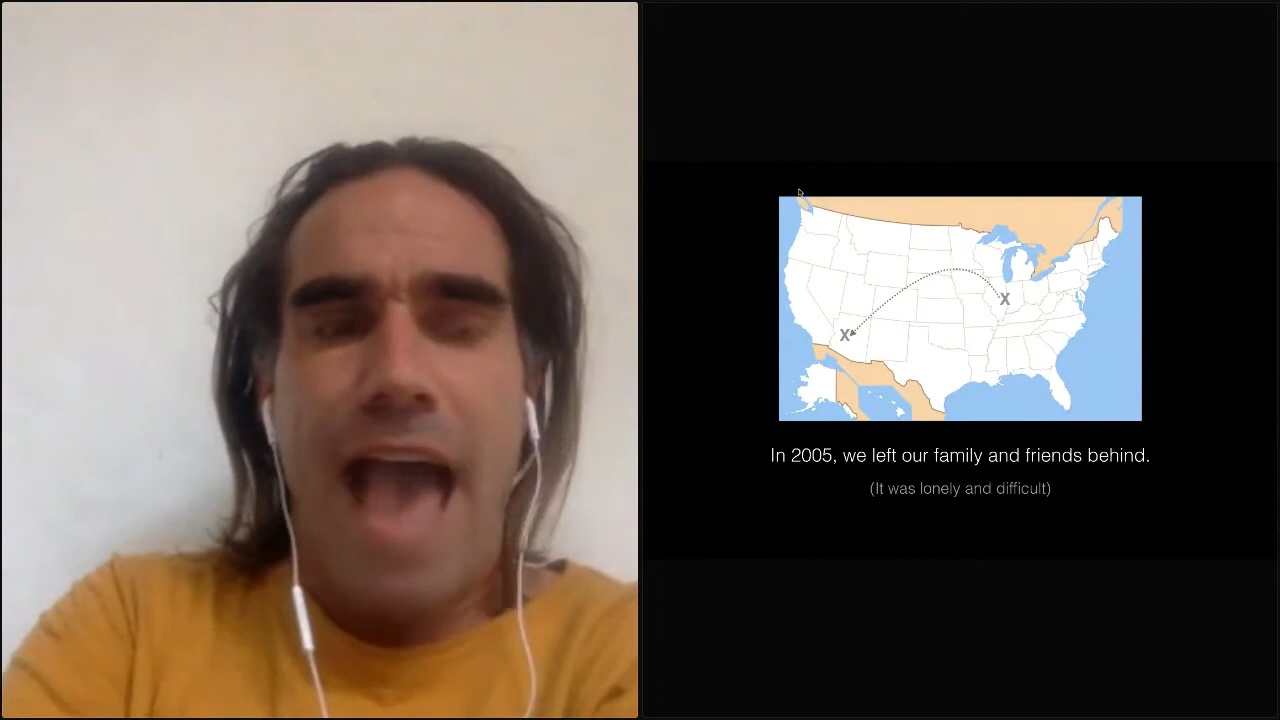 X
X
In 2005, we left our family and friends behind.
(It was lonely and difficult)